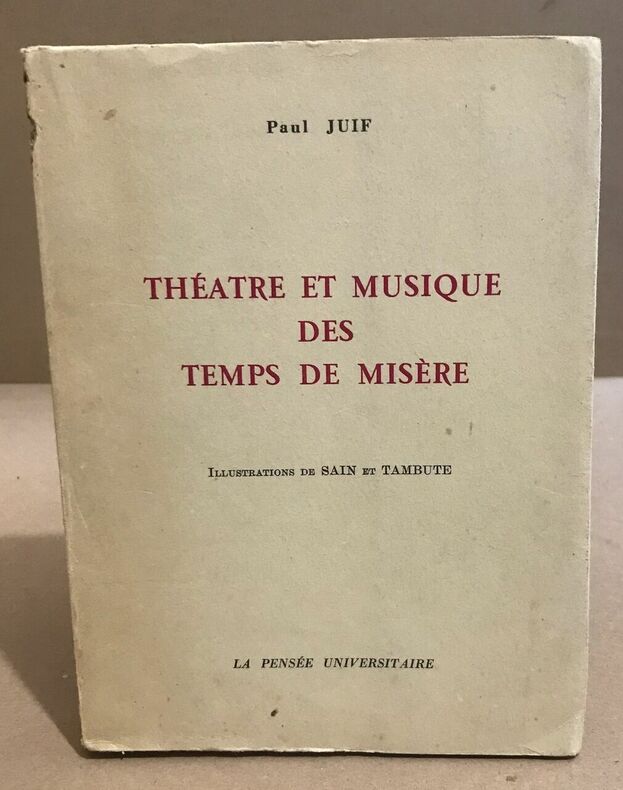 Paul JUIF
THÉATRE ET MUSIQUE
DES
TEMPS DE MISÈRE
ILLUSTRATIONS DE SAIN ET TAMBUTE
LA PENSÉE UNIVERSITAIRE